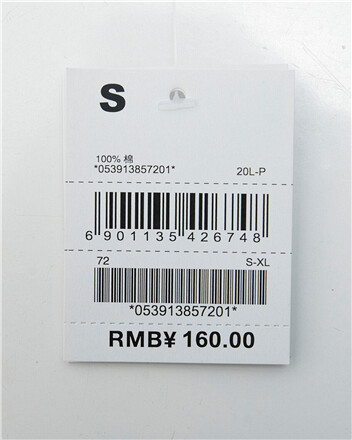 S
100% 棉
*053913857201* 20L-P
6 901135 426748
72 S-XL
*053913857201*
RMB¥ 160.00